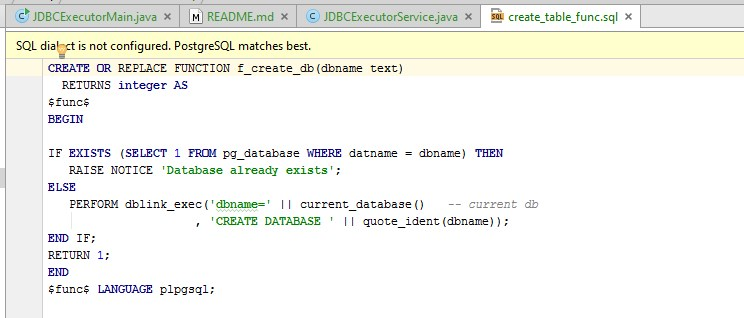 JDBCExecutorMain.java README.md JDBCExecutorService.java create_table_func.sql
SQL dialect is not configured. PostgreSQL matches best.
CREATE OR REPLACE FUNCTION f_create_db(dbname text)
RETURNS integer AS
$func$
BEGIN
IF EXISTS (SELECT 1 FROM pg_database WHERE datname = dbname) THEN
RAISE NOTICE 'Database already exists';
ELSE
PERFORM dblink_exec('dbname=' || current_database() -- current db
, 'CREATE DATABASE ' || quote_ident(dbname));
END IF;
RETURN 1;
END
$func$ LANGUAGE plpgsql;